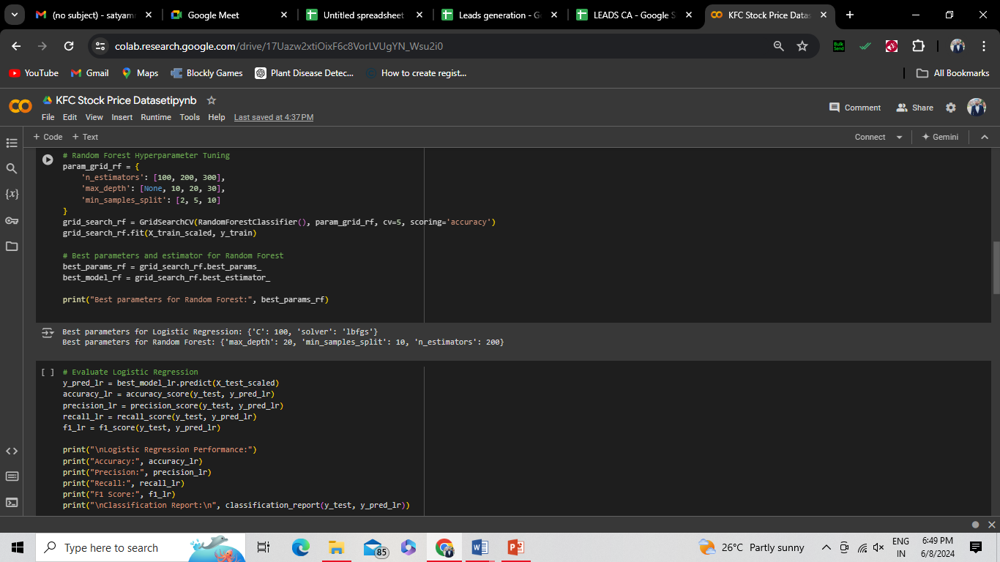 (no subject) - satyam
Google Meet
Untitled spreadsheet
Leads generation - G
LEADS CA - Google S
KFC Stock Price Datas
colab.research.google.com/drive/17Uazw2xtiOixF6c8VorLVUgYN_Wsu2i0
Bulk Send
YouTube
Gmail
Maps
Blockly Games
Plant Disease Detec...
How to create regist...
All Bookmarks
KFC Stock Price Datasetipynb
File Edit View Insert Runtime Tools Help Last saved at 4:37 PM
Comment
Share
+ Code + Text
Connect
Gemini
# Random Forest Hyperparameter Tuning
param_grid_rf = {
'n_estimators': [100, 200, 300],
'max_depth': [None, 10, 20, 30],
'min_samples_split': [2, 5, 10]
}
grid_search_rf = GridSearchCV(RandomForestClassifier(), param_grid_rf, cv=5, scoring='accuracy')
grid_search_rf.fit(X_train_scaled, y_train)
# Best parameters and estimator for Random Forest
best_params_rf = grid_search_rf.best_params_
best_model_rf = grid_search_rf.best_estimator_
print("Best parameters for Random Forest:", best_params_rf)
Best parameters for Logistic Regression: {'C': 100, 'solver': 'lbfgs'}
Best parameters for Random Forest: {'max_depth': 20, 'min_samples_split': 10, 'n_estimators': 200}
[ ] # Evaluate Logistic Regression
y_pred_lr = best_model_lr.predict(X_test_scaled)
accuracy_lr = accuracy_score(y_test, y_pred_lr)
precision_lr = precision_score(y_test, y_pred_lr)
recall_lr = recall_score(y_test, y_pred_lr)
f1_lr = f1_score(y_test, y_pred_lr)
print("\nLogistic Regression Performance:")
print("Accuracy:", accuracy_lr)
print("Precision:", precision_lr)
print("Recall:", recall_lr)
print("F1 Score:", f1_lr)
print("\nClassification Report:\n", classification_report(y_test, y_pred_lr))
Type here to search
85
26°C Partly sunny
ENG
IN
6:49 PM
6/8/2024